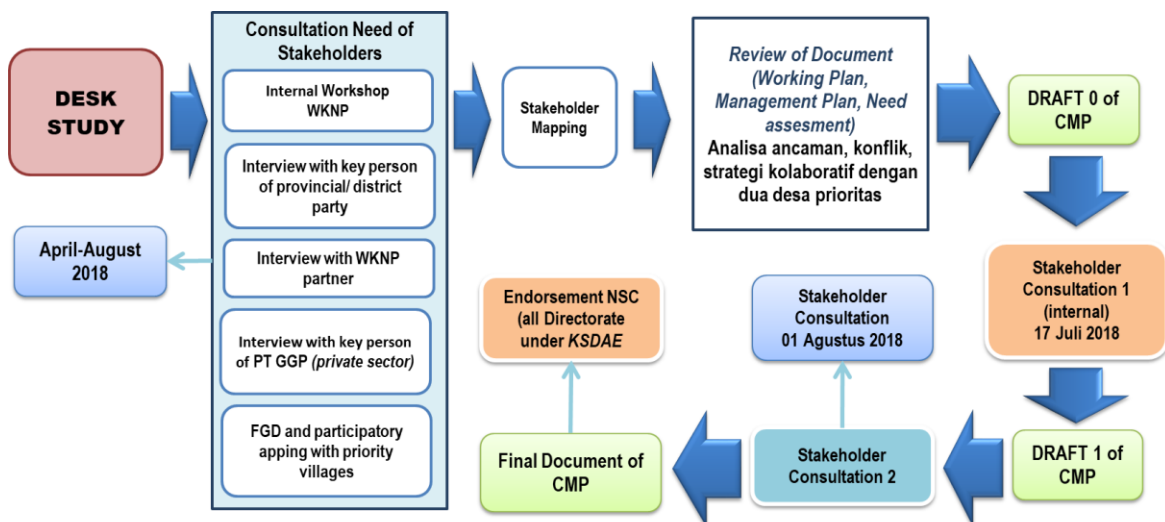 DESK
STUDY
April-August
2018
Consultation Need of
Stakeholders
Internal Workshop
WKNP
Interview with key person
of provincial/ district
party
Interview with WKNP
partner
Interview with key person
of PT GGP (private sector)
FGD and participatory
apping with priority
villages
Stakeholder
Mapping
Review of Document
(Working Plan,
Management Plan, Need
assesment)
Analisa ancaman, konflik,
strategi kolaboratif dengan
dua desa prioritas
DRAFT 0 of
CMP
Stakeholder
Consultation 1
(internal)
17 Juli 2018
DRAFT 1 of
CMP
Stakeholder
Consultation 2
Stakeholder
Consultation
01 Agustus 2018
Final Document of
CMP
Endorsement NSC
(all Directorate
under KSDAE